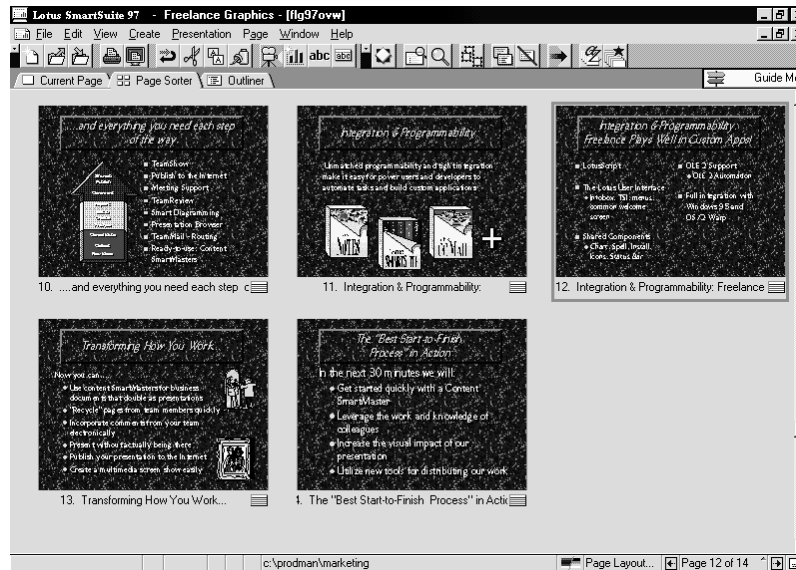 Lotus SmartSuite 97 - Freelance Graphics - [flg97ovw]
File Edit View Create Presentation Page Window Help
abc
Current Page Page Sorter Outliner
Guide Me
....and everything you need each step
of the way
TeamShow
Publish to the Internet
Meeting Support
TeamReview
Smart Diagramming
Presentation Browser
TeamMail - Routing
Ready-to-use: Content
SmartMasters
10. ....and everything you need each step
Integration & Programmability
Unmatched programmability and tight integration
make it easy for power users and developers to
automate tasks and build custom applications
NOTES
+
11. Integration & Programmability:
Integration & Programmability:
Freelance Plays Well in Custom Apps!
LotusScript
The Lotus User Interface
Infobox, TSI, menus,
common welcome
screen
Shared Components
Chart, Spell, Install,
Icons, Status Bar
OLE 2 Support
OLE 2 Automation
Full integration with
Windows 95 and
OS/2 Warp
12. Integration & Programmability: Freelance
Transforming How You Work...
Now you can.....
Use content SmartMasters for business
documents that double as presentations
"Recycle" pages from team members quickly
Incorporate comments from your team
electronically
Present without actually being there
Publish your presentation to the Internet
Create a multimedia screen show easily
13. Transforming How You Work...
The "Best Start-to-Finish
Process" in Action
In the next 30 minutes we will:
Get started quickly with a Content
SmartMaster
Leverage the work and knowledge of
colleagues
Increase the visual impact of our
presentation
Utilize new tools for distributing our work
4. The "Best Start-to-Finish Process" in Actic
c:\prodman\marketing
Page Layout... Page 12 of 14